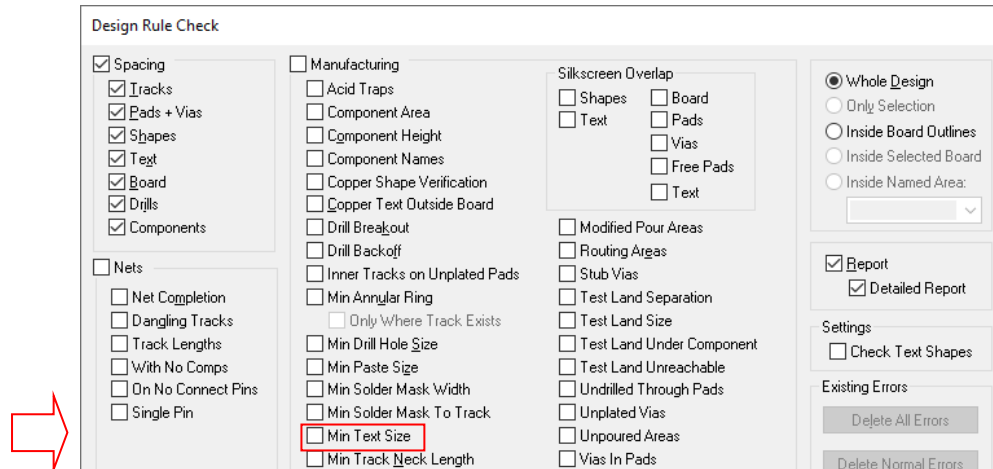 Design Rule Check
Spacing
Tracks
Pads + Vias
Shapes
Text
Board
Drills
Components
Nets
Net Completion
Dangling Tracks
Track Lengths
With No Comps
On No Connect Pins
Single Pin
Manufacturing
Acid Traps
Component Area
Component Height
Component Names
Copper Shape Verification
Copper Text Outside Board
Drill Breakout
Drill Backoff
Inner Tracks on Unplated Pads
Min Annular Ring
Only Where Track Exists
Min Drill Hole Size
Min Paste Size
Min Solder Mask Width
Min Solder Mask To Track
Min Text Size
Min Track Neck Length
Silkscreen Overlap
Shapes
Text
Board
Pads
Vias
Free Pads
Text
Modified Pour Areas
Routing Areas
Stub Vias
Test Land Separation
Test Land Size
Test Land Under Component
Test Land Unreachable
Undrilled Through Pads
Unplated Vias
Unpoured Areas
Vias In Pads
Whole Design
Only Selection
Inside Board Outlines
Inside Selected Board
Inside Named Area:
Report
Detailed Report
Settings
Check Text Shapes
Existing Errors
Delete All Errors
Delete Normal Errors